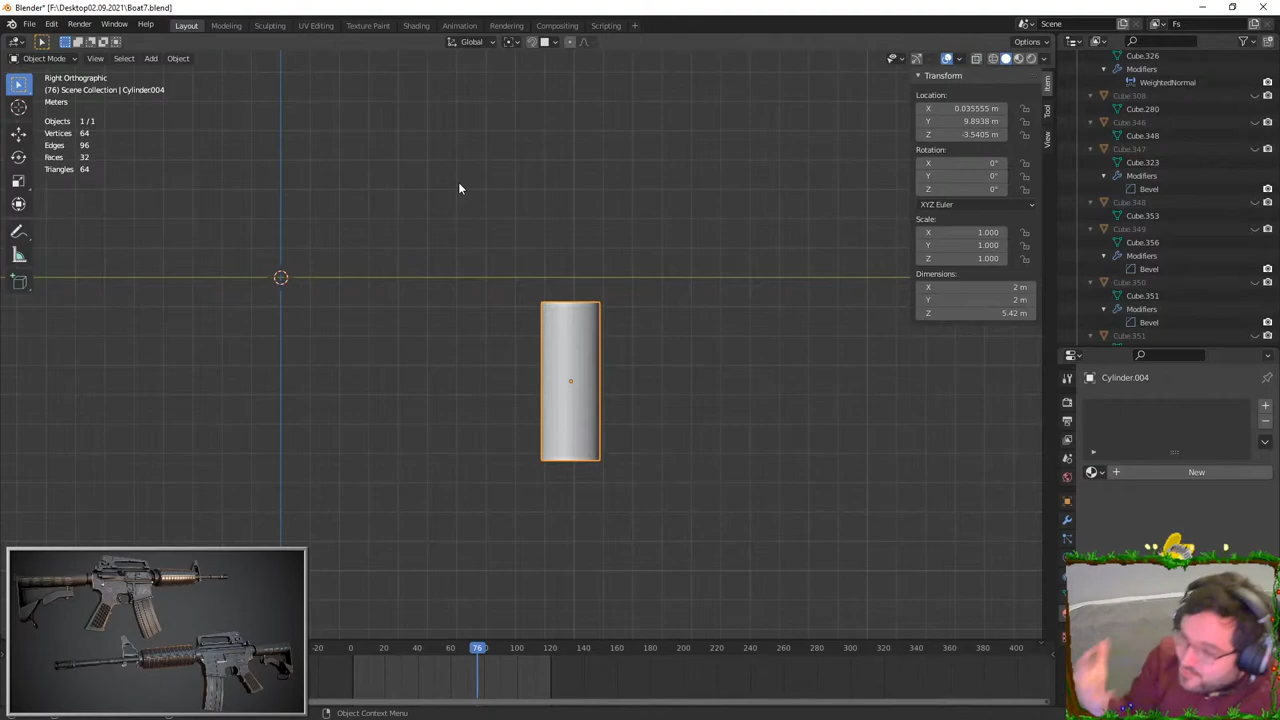 Blender* [F:\Desktop02.09.2021\Boat7.blend]
File Edit Render Window Help Layout Modeling Sculpting UV Editing Texture Paint Shading Animation Rendering Compositing Scripting + Scene Fs
Global Options
Object Mode View Select Add Object
Right Orthographic
(76) Scene Collection | Cylinder004
Meters
Objects 1/1
Vertices 64
Edges 96
Faces 32
Triangles 64
Transform
Location:
X 0.035555 m
Y 9.8938 m
Z -3.5405 m
Rotation:
X 0°
Y 0°
Z 0°
XYZ Euler
Scale:
X 1.000
Y 1.000
Z 1.000
Dimensions:
X 2 m
Y 2 m
Z 5.42 m
Item
Tool
View
Cube.326
Modifiers
WeightedNormal
Cube.308
Cube.280
Cube.346
Cube.348
Cube.347
Cube.323
Modifiers
Bevel
Cube.348
Cube.353
Cube.349
Cube.356
Modifiers
Bevel
Cube.350
Cube.351
Modifiers
Bevel
Cube.351
Cylinder.004
New
-20 0 20 40 60 76 80 100 120 140 160 180 200 220 240 260 280 300 320 340 360 380 400
Object Context Menu